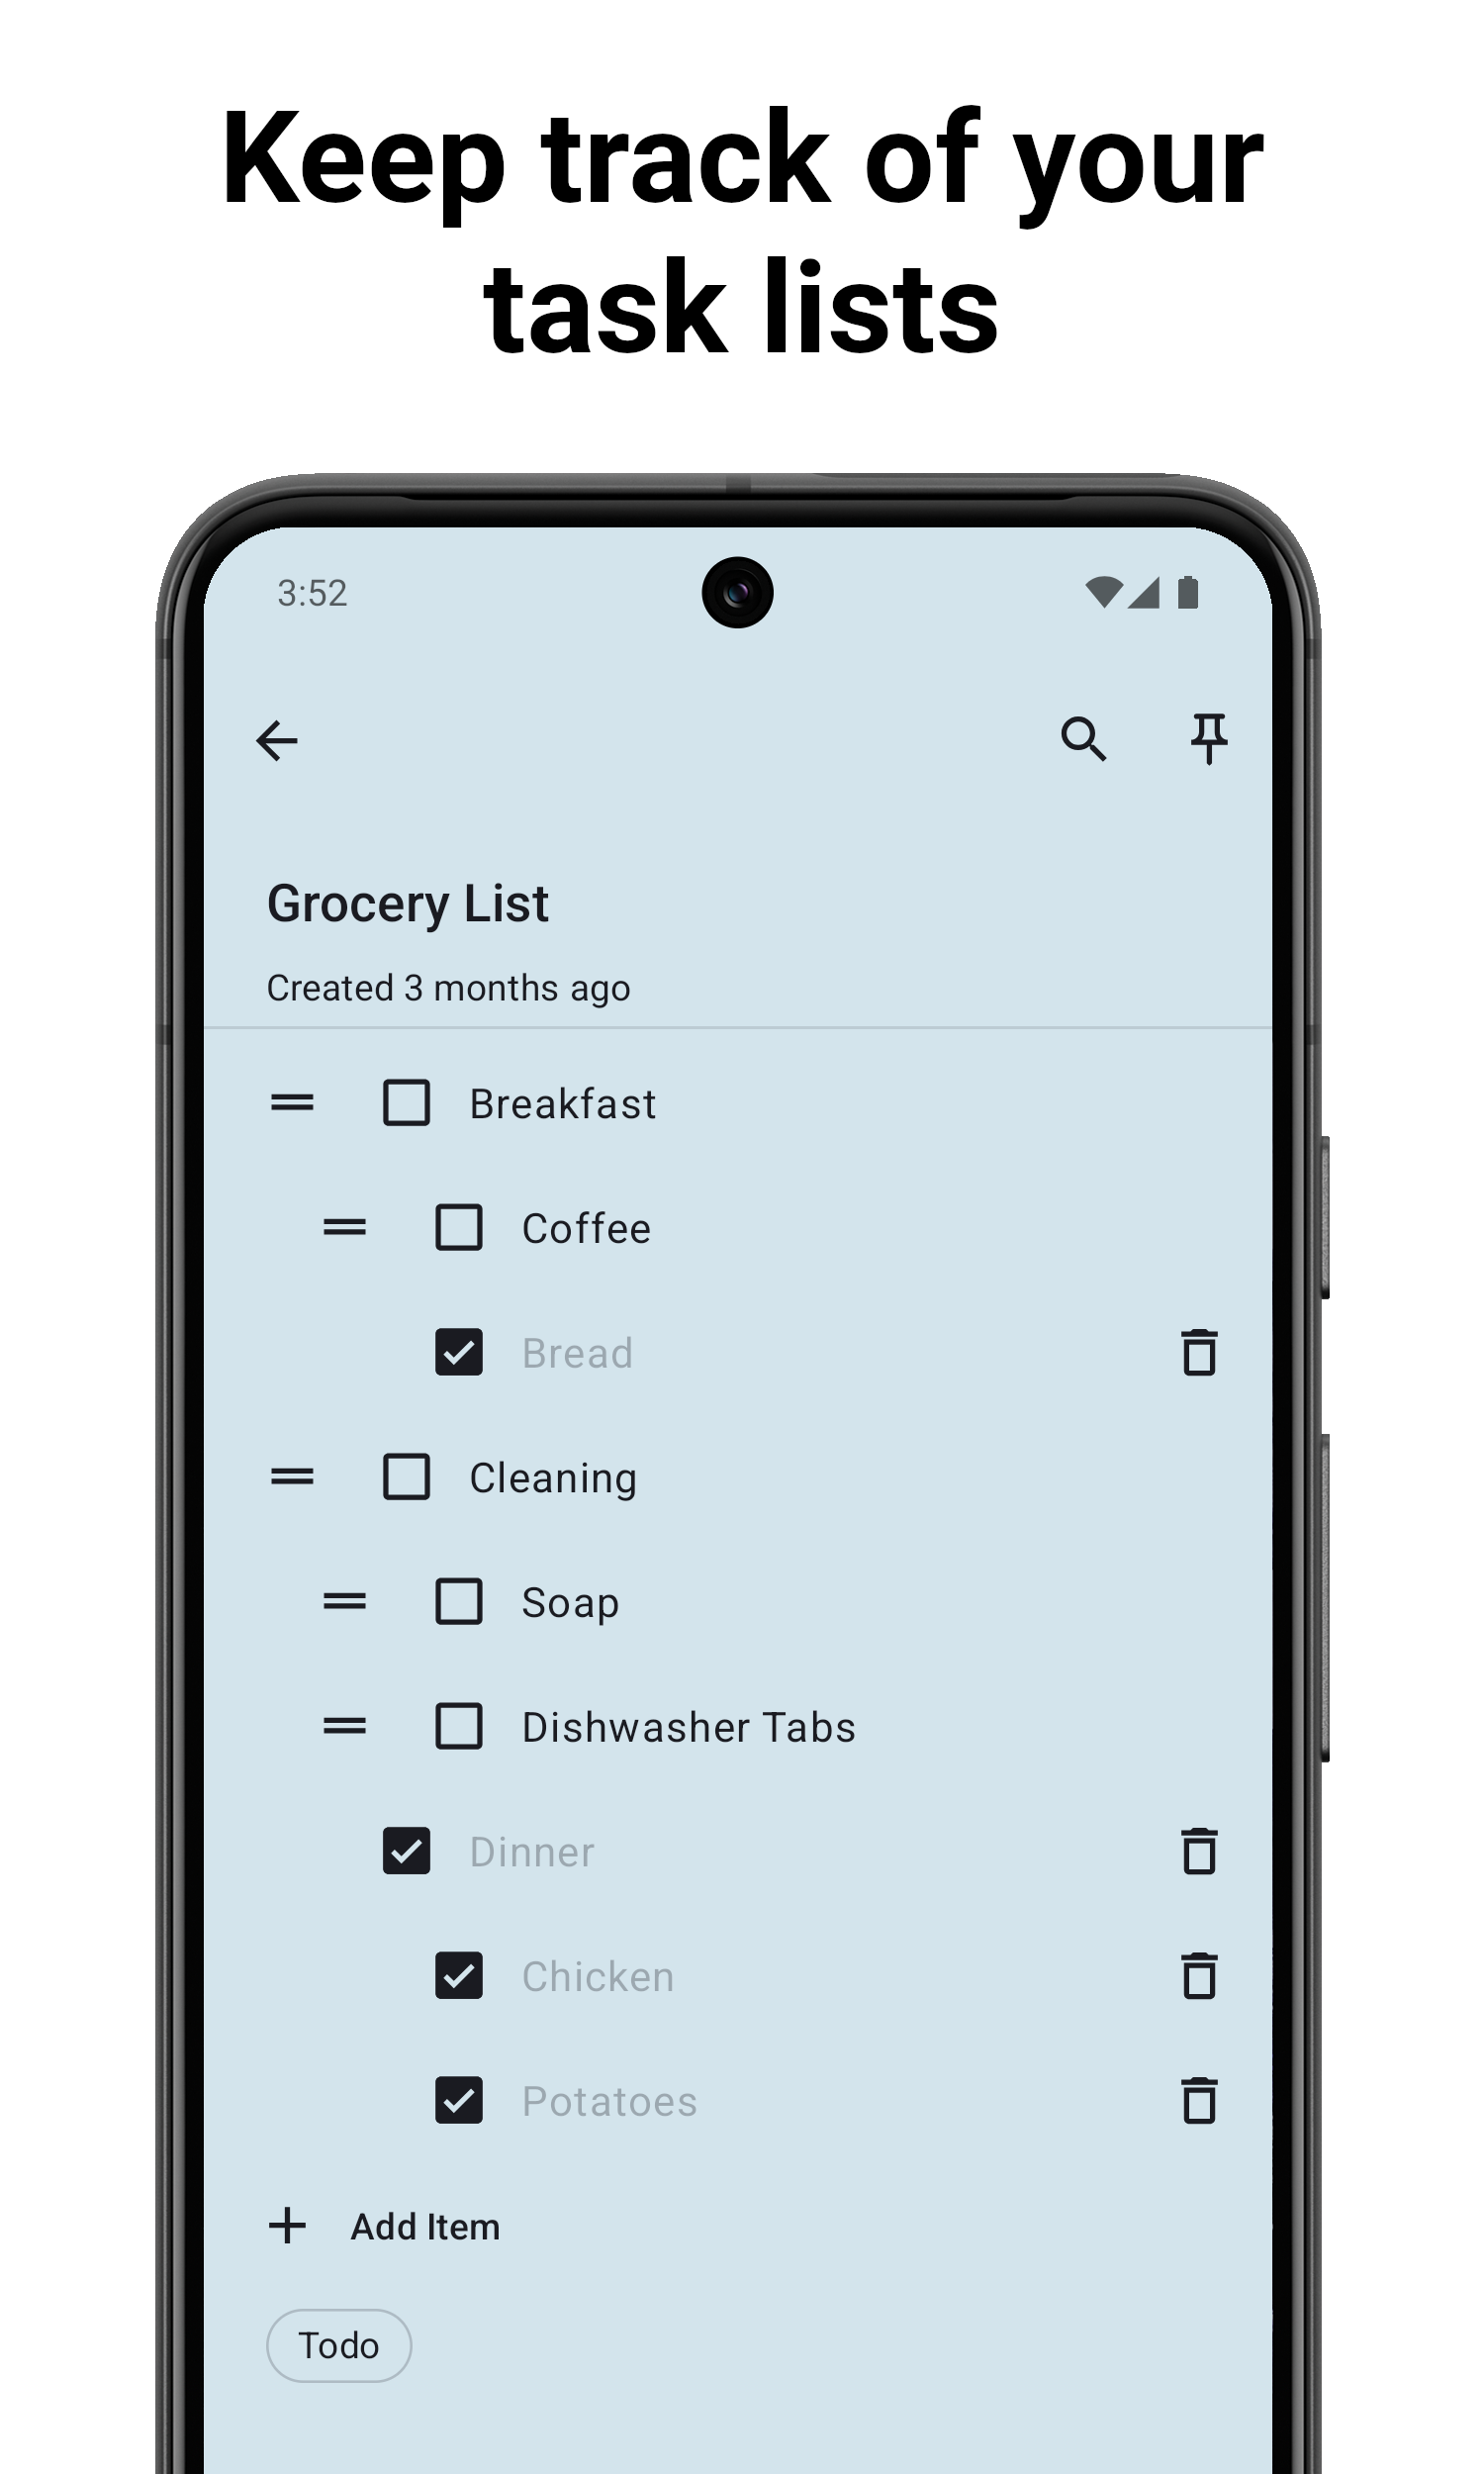 Keep track of your
task lists
3:52
Grocery List
Created 3 months ago
Breakfast
Coffee
Bread
Cleaning
Soap
Dishwasher Tabs
Dinner
Chicken
Potatoes
Add Item
Todo